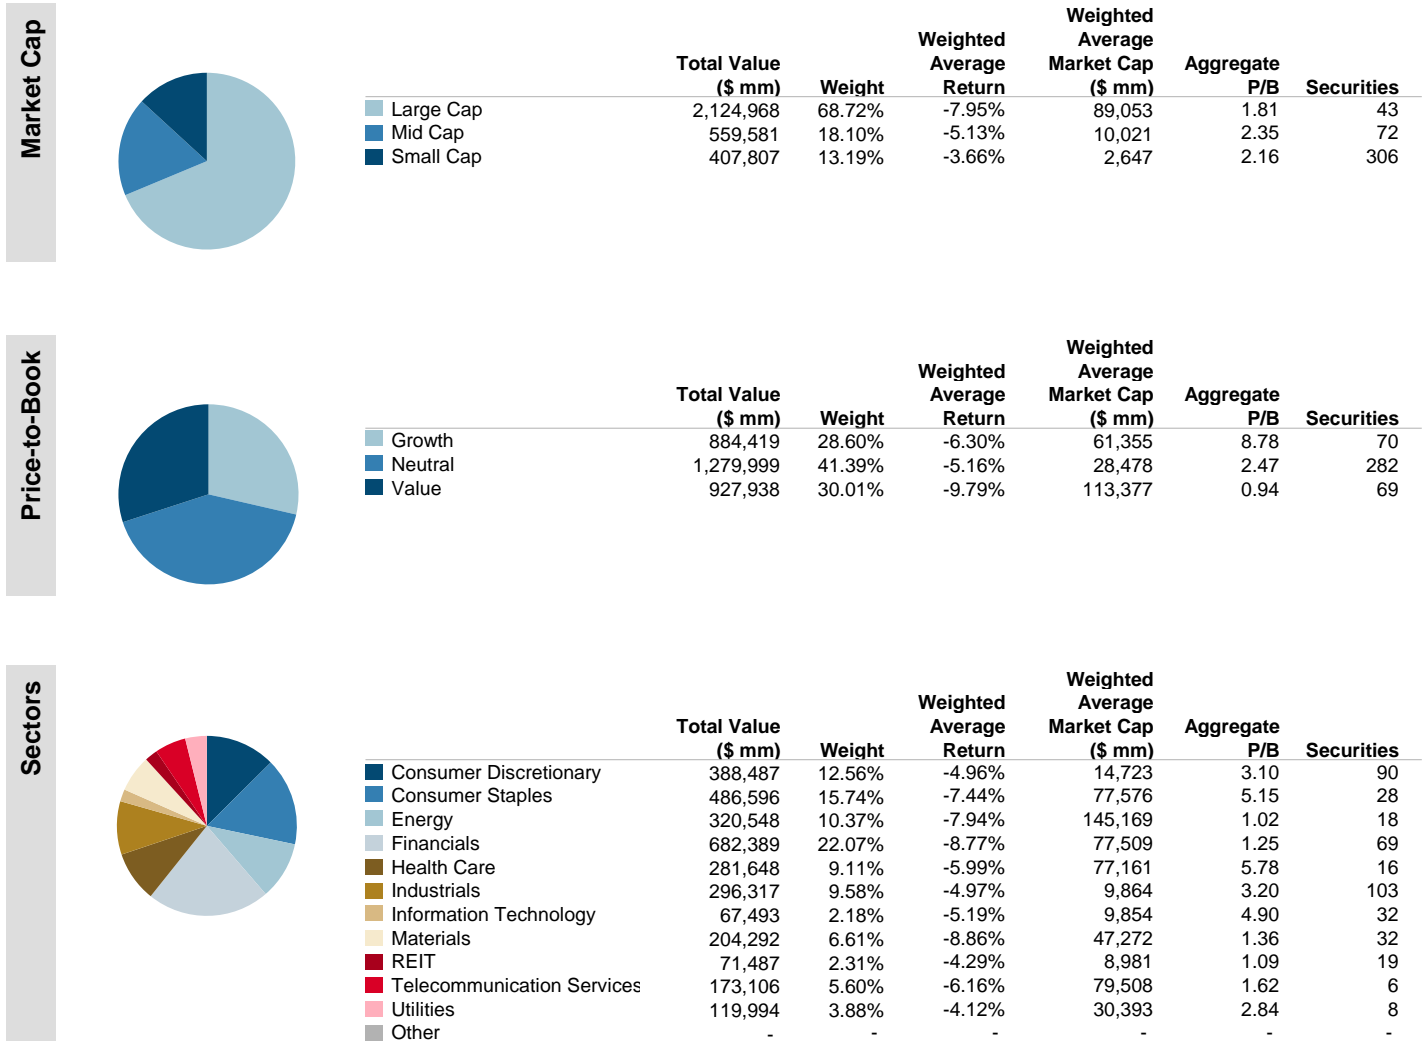 Market Cap
Weighted
Weighted Average
Total Value Average Market Cap Aggregate
($ mm) Weight Return ($ mm) P/B Securities
Large Cap 2,124,968 68.72% -7.95% 89,053 1.81 43
Mid Cap 559,581 18.10% -5.13% 10,021 2.35 72
Small Cap 407,807 13.19% -3.66% 2,647 2.16 306
Price-to-Book
Weighted
Weighted Average
Total Value Average Market Cap Aggregate
($ mm) Weight Return ($ mm) P/B Securities
Growth 884,419 28.60% -6.30% 61,355 8.78 70
Neutral 1,279,999 41.39% -5.16% 28,478 2.47 282
Value 927,938 30.01% -9.79% 113,377 0.94 69
Sectors
Weighted
Weighted Average
Total Value Average Market Cap Aggregate
($ mm) Weight Return ($ mm) P/B Securities
Consumer Discretionary 388,487 12.56% -4.96% 14,723 3.10 90
Consumer Staples 486,596 15.74% -7.44% 77,576 5.15 28
Energy 320,548 10.37% -7.94% 145,169 1.02 18
Financials 682,389 22.07% -8.77% 77,509 1.25 69
Health Care 281,648 9.11% -5.99% 77,161 5.78 16
Industrials 296,317 9.58% -4.97% 9,864 3.20 103
Information Technology 67,493 2.18% -5.19% 9,854 4.90 32
Materials 204,292 6.61% -8.86% 47,272 1.36 32
REIT 71,487 2.31% -4.29% 8,981 1.09 19
Telecommunication Services 173,106 5.60% -6.16% 79,508 1.62 6
Utilities 119,994 3.88% -4.12% 30,393 2.84 8
Other - - - - - -